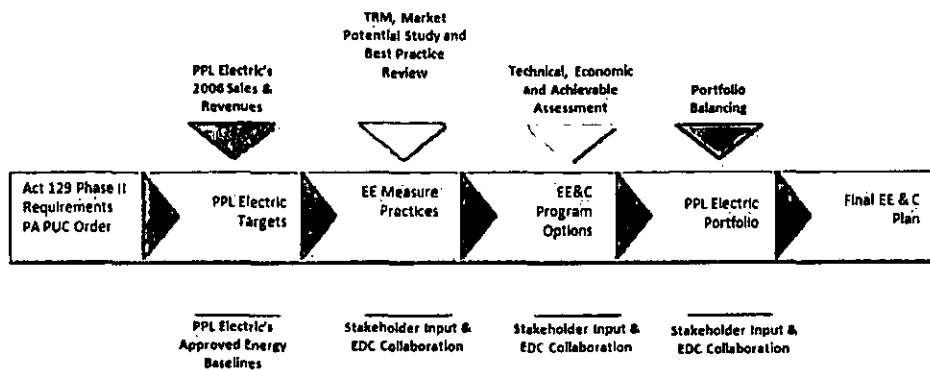 TRM, Market
Potential Study and
Best Practice
Review
PPL Electric's
2006 Sales &
Revenues
Technical, Economic
and Achievable
Assessment
Portfolio
Balancing
Act 129 Phase II
Requirements
PA PUC Order
PPL Electric
Targets
EE Measure
Practices
EE&C
Program
Options
PPL Electric
Portfolio
Final EE & C
Plan
PPL Electric's
Approved Energy
Baselines
Stakeholder Input &
EDC Collaboration
Stakeholder Input &
EDC Collaboration
Stakeholder Input &
EDC Collaboration